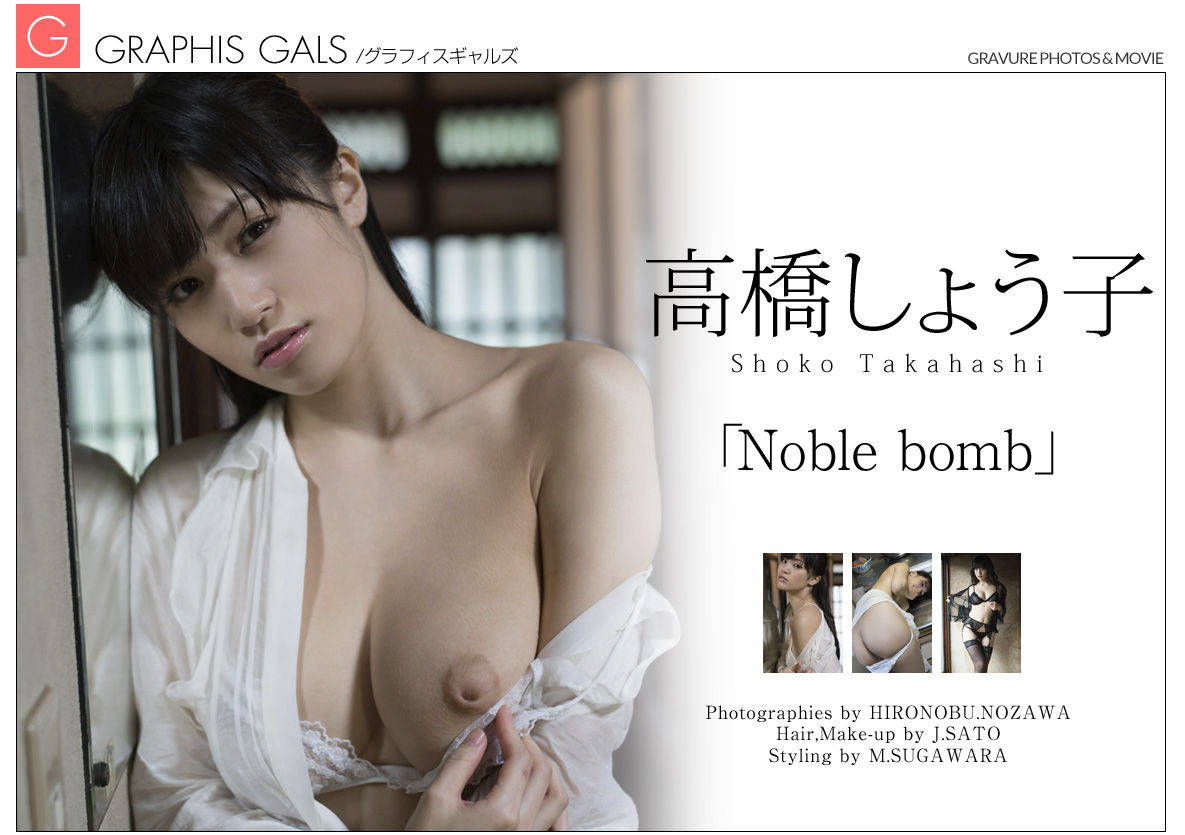 G
GRAPHIS GALS /グラフィスギャルズ
GRAVURE PHOTOS & MOVIE
高橋しょう子
Shoko Takahashi
「Noble bomb」
Photographies by HIRONOBU.NOZAWA
Hair,Make-up by J.SATO
Styling by M.SUGAWARA